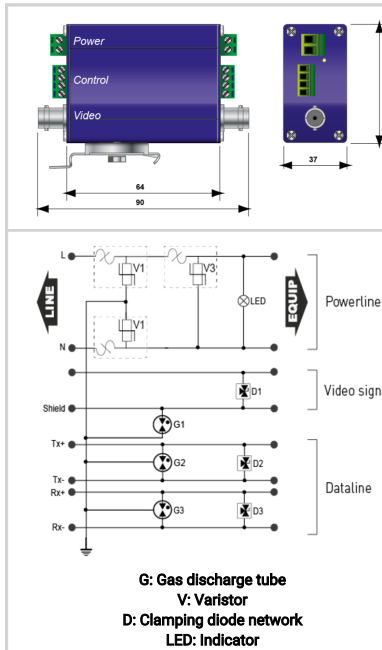 Power
Control
Video
64
90
37
L
V1
V3
LINE
LED
EQUIP
Powerline
V1
N
D1
Video sign
Shield
G1
Tx+
G2
D2
Tx-
Dataline
Rx+
G3
D3
Rx-
G: Gas discharge tube
V: Varistor
D: Clamping diode network
LED: Indicator